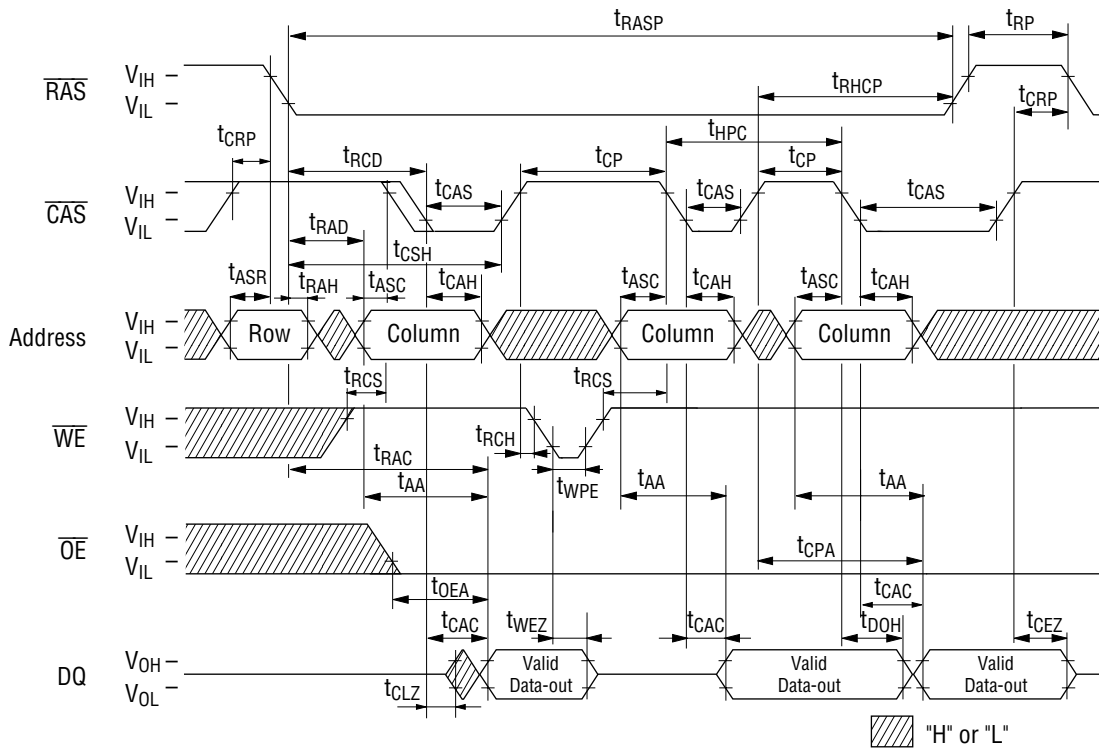 tRASP
tRP
RAS
VIH
VIL
tRHCP
tCRP
tHPC
tCRP
tRCD
tCP
tCP
CAS
VIH
VIL
tCAS
tCAS
tCAS
tRAD
tCSH
tASR
tRAH
tASC
tCAH
tASC
tCAH
tASC
tCAH
Address
VIH
VIL
Row
Column
Column
Column
tRCS
tRCS
WE
VIH
VIL
tRCH
tRAC
tWPE
tAA
tAA
tAA
OE
VIH
VIL
tCPA
tOEA
tCAC
tCAC
tWEZ
tCAC
tDOH
tCEZ
DQ
VOH
VOL
Valid
Data-out
Valid
Data-out
Valid
Data-out
tCLZ
"H" or "L"